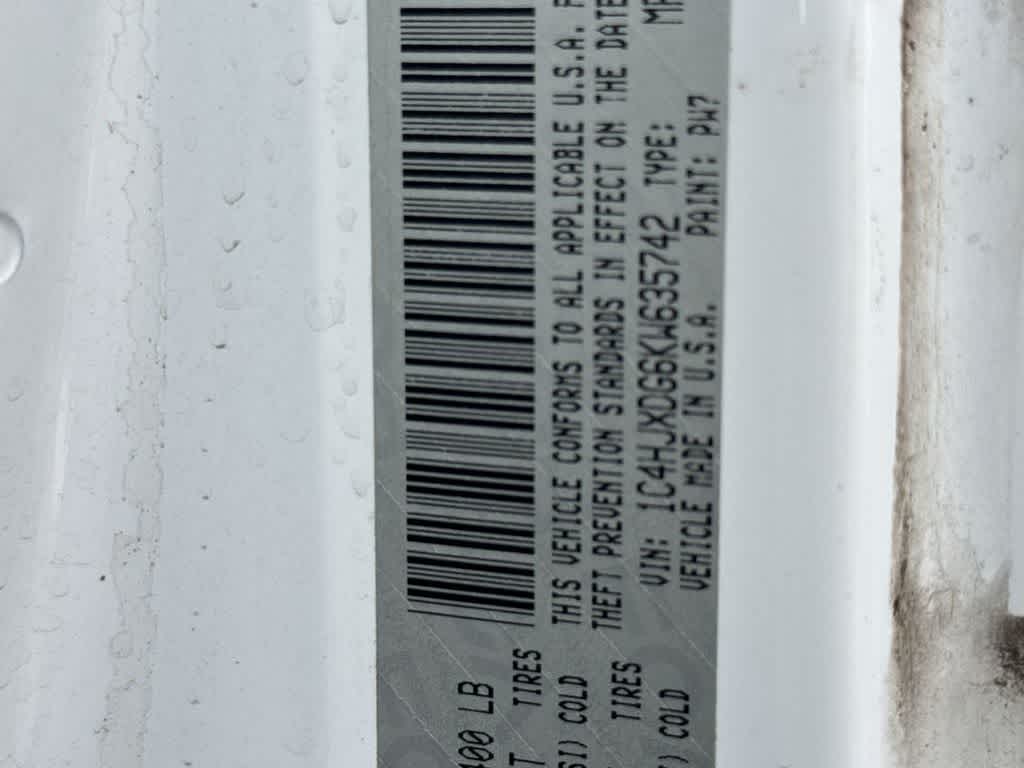 400 LB
T TIRES
SI) COLD
TIRES
) COLD
THIS VEHICLE CONFORMS TO ALL APPLICABLE U.S.A.
THEFT PREVENTION STANDARDS IN EFFECT ON THE DATE
VIN: 1C4HJXDG6KW635742 TYPE:
VEHICLE MADE IN U.S.A. PAINT: PW7